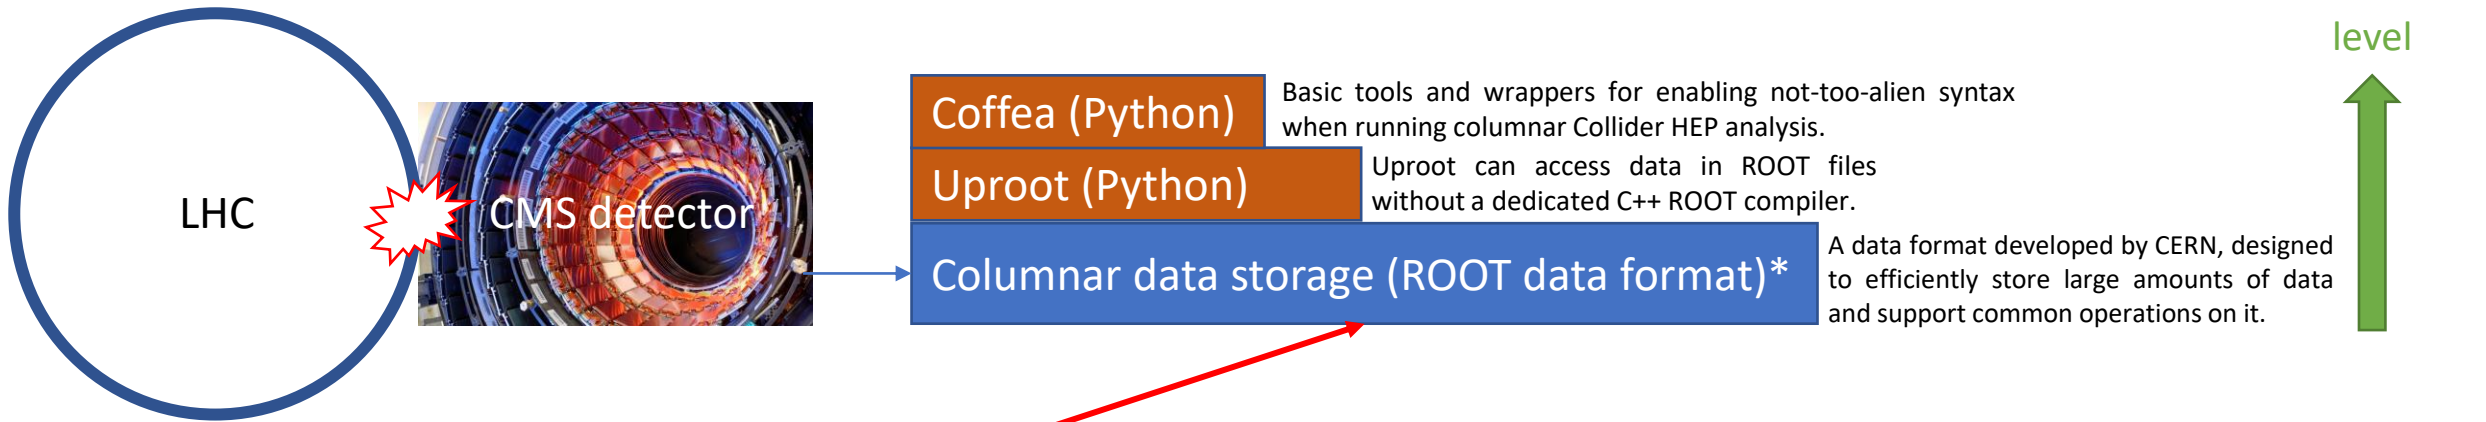 level
LHC
CMS detector
Coffea (Python)
Basic tools and wrappers for enabling not-too-alien syntax
when running columnar Collider HEP analysis.
Uproot (Python)
Uproot can access data in ROOT files
without a dedicated C++ ROOT compiler.
Columnar data storage (ROOT data format)*
A data format developed by CERN, designed
to efficiently store large amounts of data
and support common operations on it.